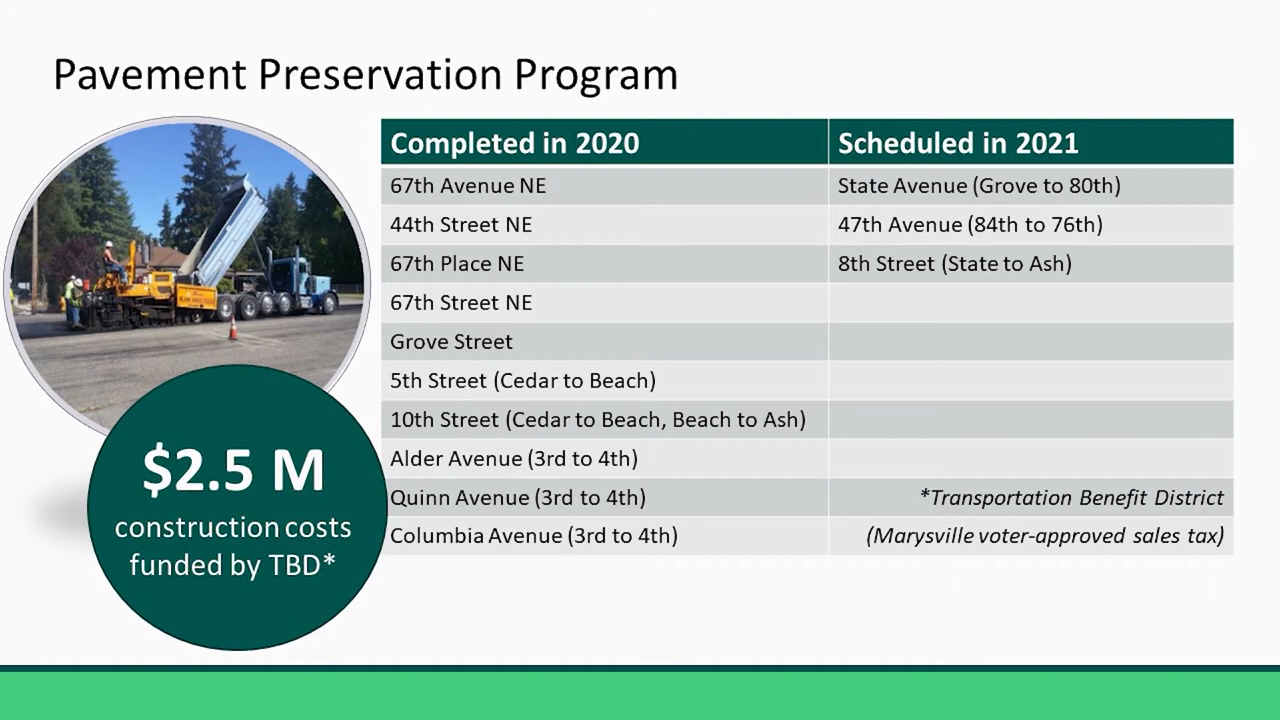 Pavement Preservation Program
Completed in 2020
Scheduled in 2021
67th Avenue NE
State Avenue (Grove to 80th)
44th Street NE
47th Avenue (84th to 76th)
67th Place NE
8th Street (State to Ash)
67th Street NE
Grove Street
5th Street (Cedar to Beach)
10th Street (Cedar to Beach, Beach to Ash)
Alder Avenue (3rd to 4th)
Quinn Avenue (3rd to 4th)
*Transportation Benefit District
Columbia Avenue (3rd to 4th)
(Marysville voter-approved sales tax)
$2.5 M
construction costs
funded by TBD*